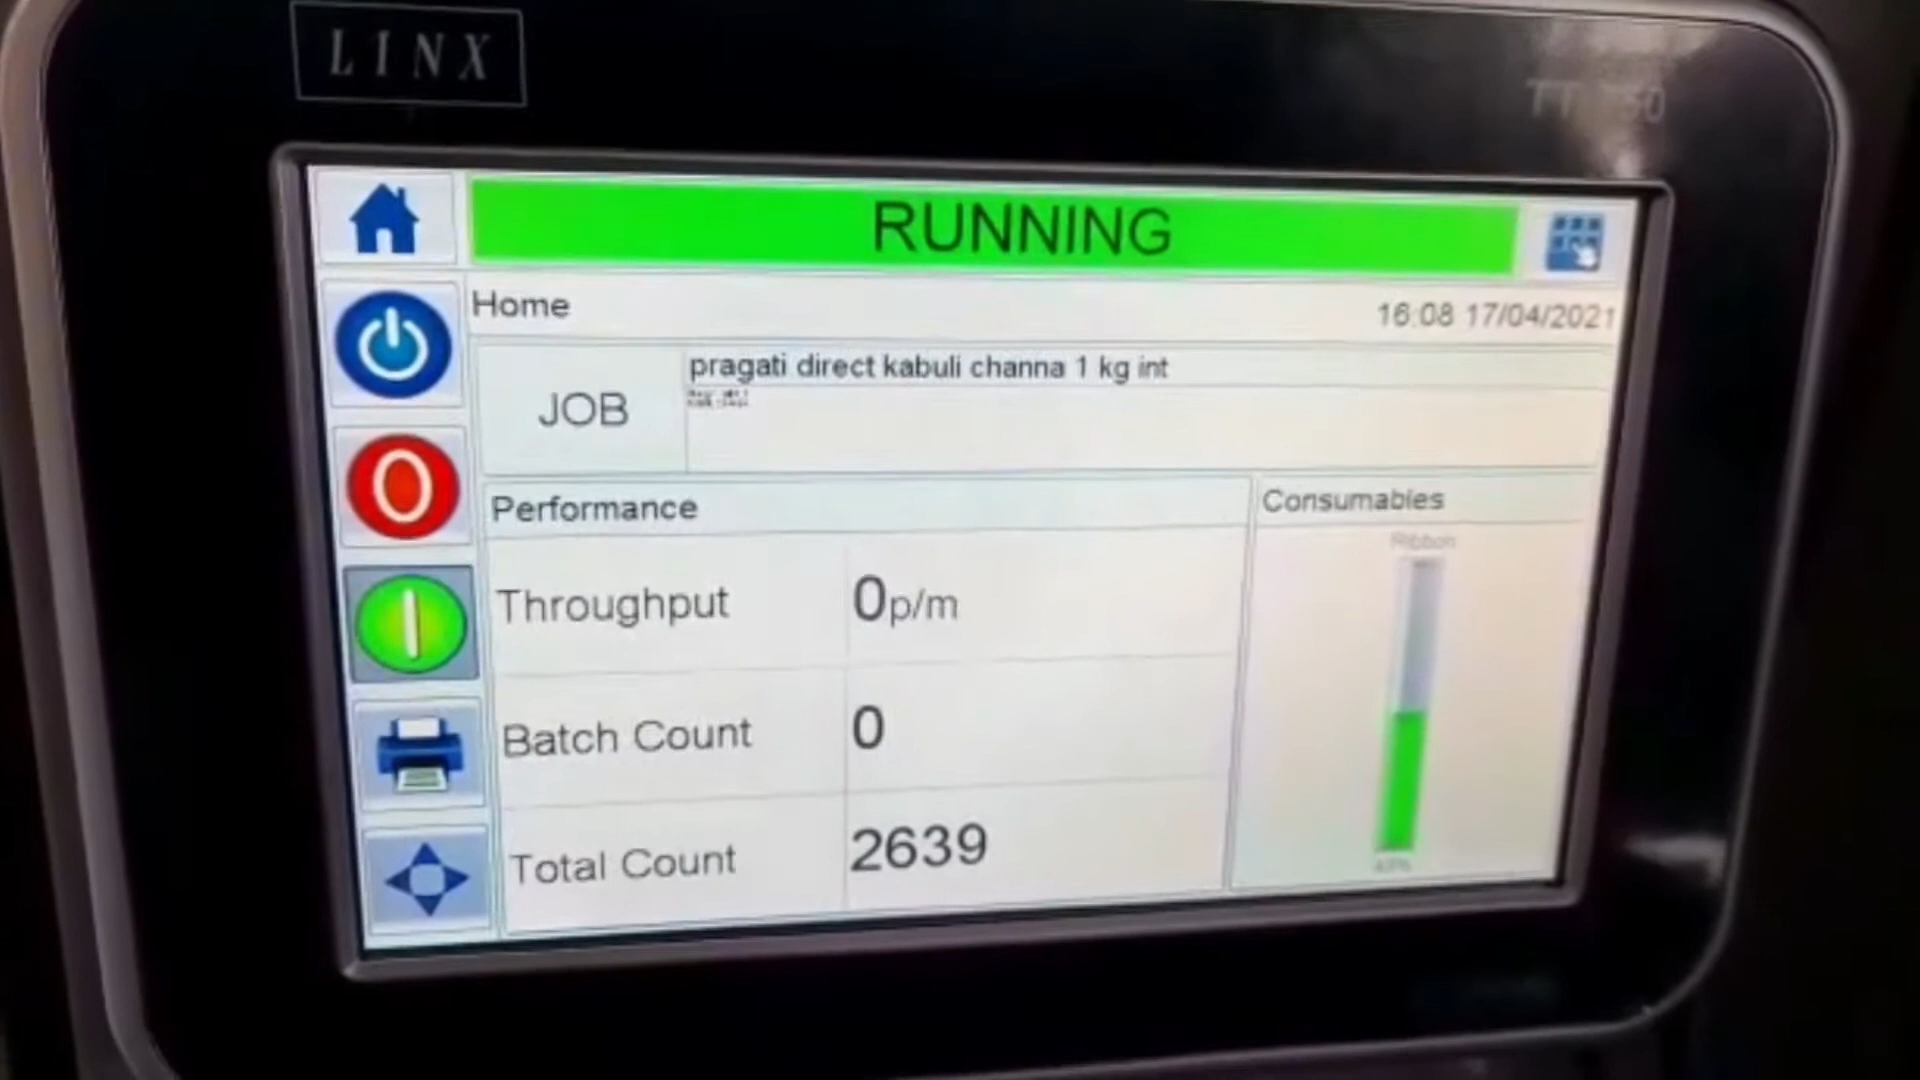 LINX
RUNNING
Home
16:08 17/04/2021
JOB
pragati direct kabuli channa 1 kg int
Performance
Consumables
Ribbon
Throughput
0p/m
Batch Count
0
Total Count
2639